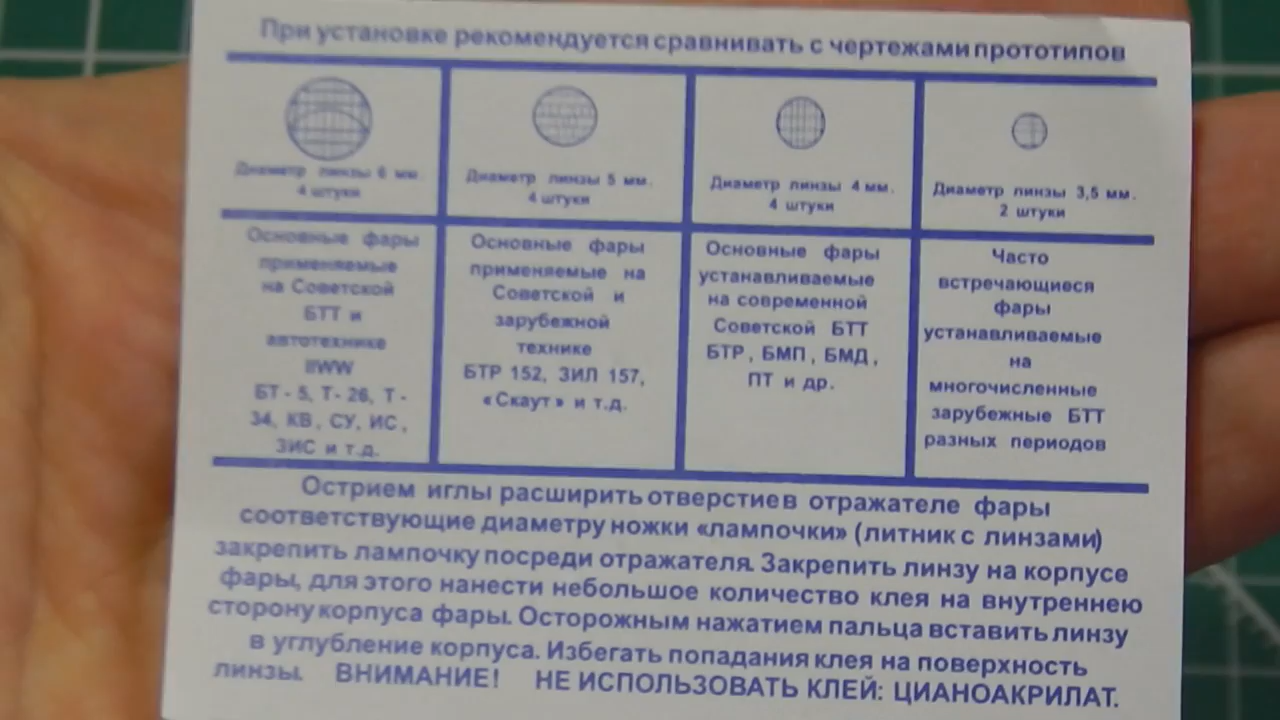 При установке рекомендуется сравнивать с чертежами прототипов
Диаметр линзы 6 мм.
4 штуки
Диаметр линзы 5 мм.
4 штуки
Диаметр линзы 4 мм.
4 штуки
Диаметр линзы 3,5 мм.
2 штуки
Основные фары
применяемые
на Советской
БТТ и
автотехнике
IIWW
БТ - 5, Т- 26, Т -
34, КВ, СУ, ИС,
ЗИС и т.д.
Основные фары
применяемые на
Советской и
зарубежной
технике
БТР 152, ЗИЛ 157,
«Скаут» и т.д.
Основные фары
устанавливаемые
на современной
Советской БТТ
БТР, БМП, БМД,
ПТ и др.
Часто
встречающиеся
фары
устанавливаемые
на
многочисленные
зарубежные БТТ
разных периодов
Острием иглы расширить отверстие в отражателе фары
соответствующие диаметру ножки «лампочки» (литник с линзами)
закрепить лампочку посреди отражателя. Закрепить линзу на корпусе
фары, для этого нанести небольшое количество клея на внутреннею
сторону корпуса фары. Осторожным нажатием пальца вставить линзу
в углубление корпуса. Избегать попадания клея на поверхность
линзы. ВНИМАНИЕ! НЕ ИСПОЛЬЗОВАТЬ КЛЕЙ: ЦИАНОАКРИЛАТ.